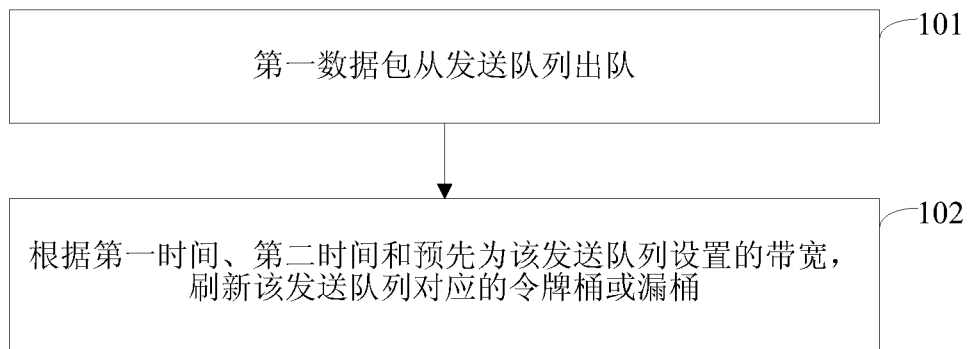 101
第一数据包从发送队列出队
102
根据第一时间、第二时间和预先为该发送队列设置的带宽，
刷新该发送队列对应的令牌桶或漏桶